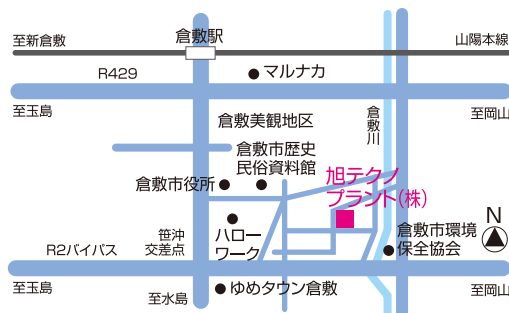 至新倉敷
倉敷駅
山陽本線
R429
マルナカ
至玉島
至岡山
倉敷川
倉敷美観地区
倉敷市歴史
民俗資料館
旭テクノ
プラント(株)
倉敷市役所
ハロー
ワーク
笹沖
交差点
R2バイパス
倉敷市環境
保全協会
N
至玉島
至水島
ゆめタウン倉敷
至岡山